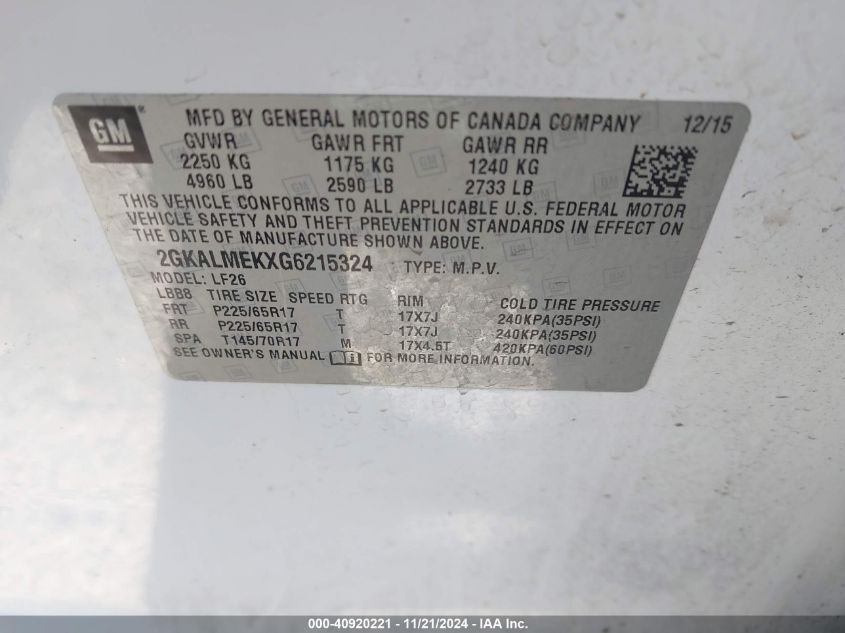 GM ® MFD BY GENERAL MOTORS OF CANADA COMPANY 12/15
GVWR GAWR FRT GAWR RR
2250 KG 1175 KG 1240 KG
4960 LB 2590 LB 2733 LB
THIS VEHICLE CONFORMS TO ALL APPLICABLE U.S. FEDERAL MOTOR
VEHICLE SAFETY AND THEFT PREVENTION STANDARDS IN EFFECT ON
THE DATE OF MANUFACTURE SHOWN ABOVE.
2GKALMEKXG6215324 TYPE: M.P.V.
MODEL: LF26
LBB8 TIRE SIZE SPEED RTG RIM COLD TIRE PRESSURE
FRT P225/65R17 T 17X7J 240KPA(35PSI)
RR P225/65R17 T 17X7J 240KPA(35PSI)
SPA T145/70R17 M 17X4.5T 420KPA(60PSI)
SEE OWNER'S MANUAL FOR MORE INFORMATION.
000-40920221 - 11/21/2024 - IAA Inc.